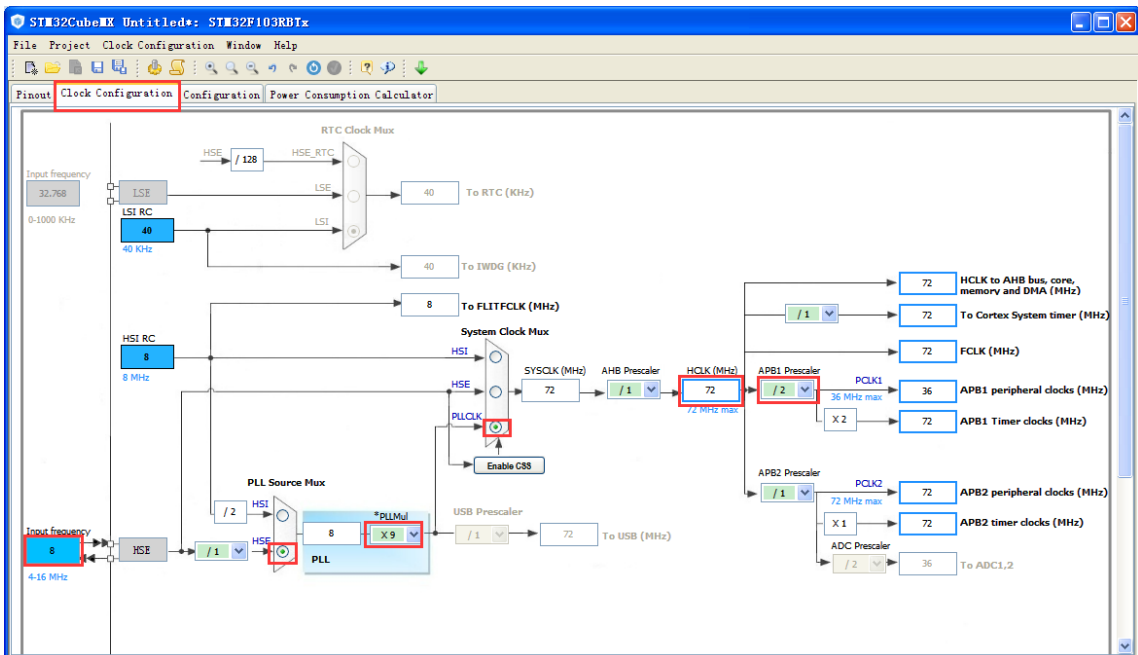 STM32CubeMX Untitled*: STM32F103RBTx
File Project Clock Configuration Window Help
Pinout Clock Configuration Configuration Power Consumption Calculator
RTC Clock Mux
HSE / 128 HSE_RTC
Input frequency
32.768 LSE LSE 40 To RTC (KHz)
0-1000 KHz
LSI RC
40 LSI
40 KHz
40 To IWDG (KHz)
8 To FLITFCLK (MHz)
HSI RC
8
8 MHz
System Clock Mux
HSI
HSE
PLLCLK
Enable CSS
SYSCLK (MHz)
72
AHB Prescaler
/ 1
HCLK (MHz)
72
72 MHz max
72 HCLK to AHB bus, core,
memory and DMA (MHz)
/ 1 72 To Cortex System timer (MHz)
72 FCLK (MHz)
APB1 Prescaler
/ 2
PCLK1
36 MHz max
36 APB1 peripheral clocks (MHz)
X 2 72 APB1 Timer clocks (MHz)
APB2 Prescaler
/ 1
PCLK2
72 MHz max
72 APB2 peripheral clocks (MHz)
X 1 72 APB2 timer clocks (MHz)
ADC Prescaler
/ 2 36 To ADC1,2
PLL Source Mux
/ 2 HSI
Input frequency
8 HSE / 1 HSE
4-16 MHz
8
*PLLMul
X 9
PLL
USB Prescaler
/ 1 72 To USB (MHz)